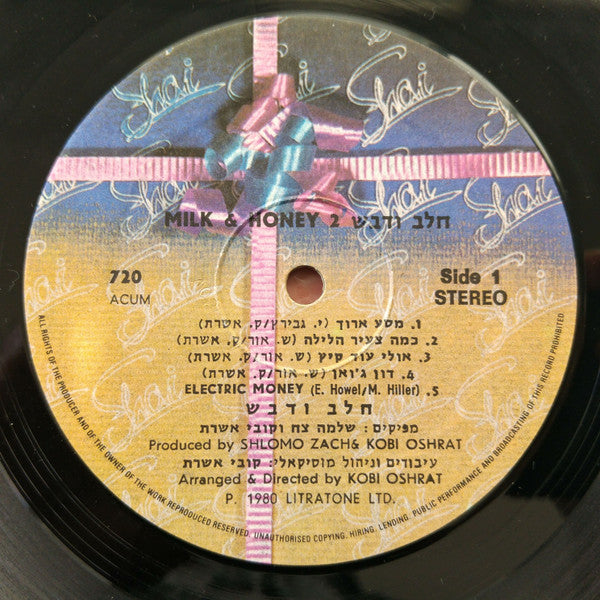 Shai
MILK & HONEY 2 חלב ודבש
720
ACUM
Side 1
STEREO
1. מסע ארוך (י. גבירץ/ק. אשרת)
2. כמה צעיר הלילה (ש. אור/ק. אשרת)
3. אולי עוד קיץ (ש. אור/ק. אשרת)
4. דון ג'ואן (ש. אור/ק. אשרת)
5. ELECTRIC MONEY (E. Howel/M. Hiller)
חלב ודבש
מפיקים: שלמה צח וקובי אשרת
Produced by SHLOMO ZACH& KOBI OSHRAT
עיבודים וניהול מוסיקאלי: קובי אשרת
Arranged & Directed by KOBI OSHRAT
P. 1980 LITRATONE LTD.
ALL RIGHTS OF THE PRODUCER AND OF THE OWNER OF THE WORK REPRODUCED RESERVED, UNAUTHORISED COPYING, HIRING, LENDING, PUBLIC PERFORMANCE AND BROADCASTING OF THIS RECORD PROHIBITED